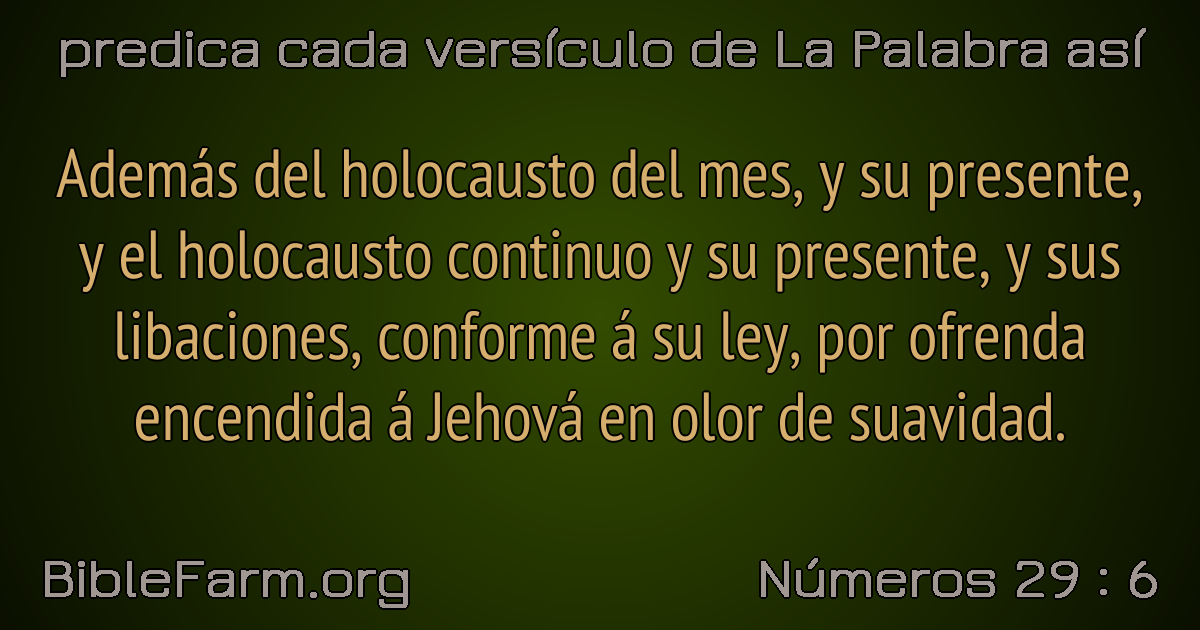 predica cada versículo de La Palabra así
Además del holocausto del mes, y su presente,
y el holocausto continuo y su presente, y sus
libaciones, conforme á su ley, por ofrenda
encendida á Jehová en olor de suavidad.
BibleFarm.org
Números 29 : 6